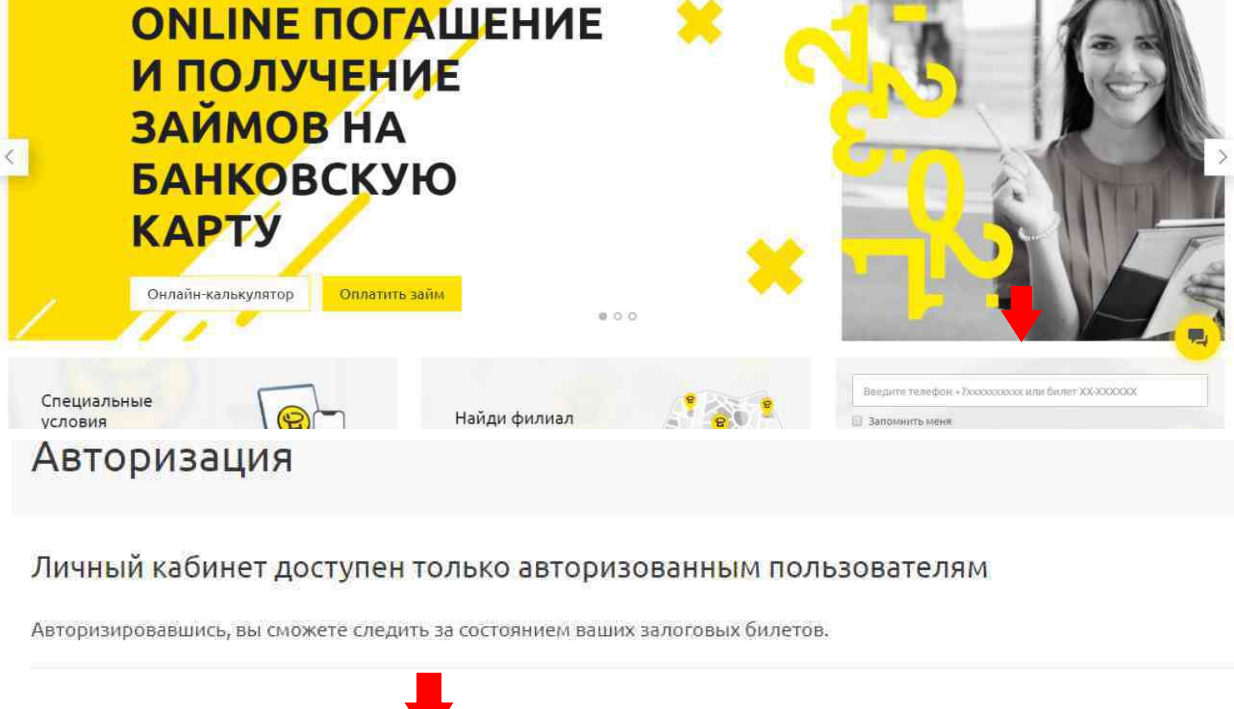 ONLINE ПОГАШЕНИЕ
И ПОЛУЧЕНИЕ
ЗАЙМОВ НА
БАНКОВСКУЮ
КАРТУ
Онлайн-калькулятор
Оплатить займ
Специальные
условия
Найди филиал
Введите телефон +7xxxxxxxxxx или билет XX-XXXXXX
Запомнить меня
Авторизация
Личный кабинет доступен только авторизованным пользователям
Авторизировавшись, вы сможете следить за состоянием ваших залоговых билетов.